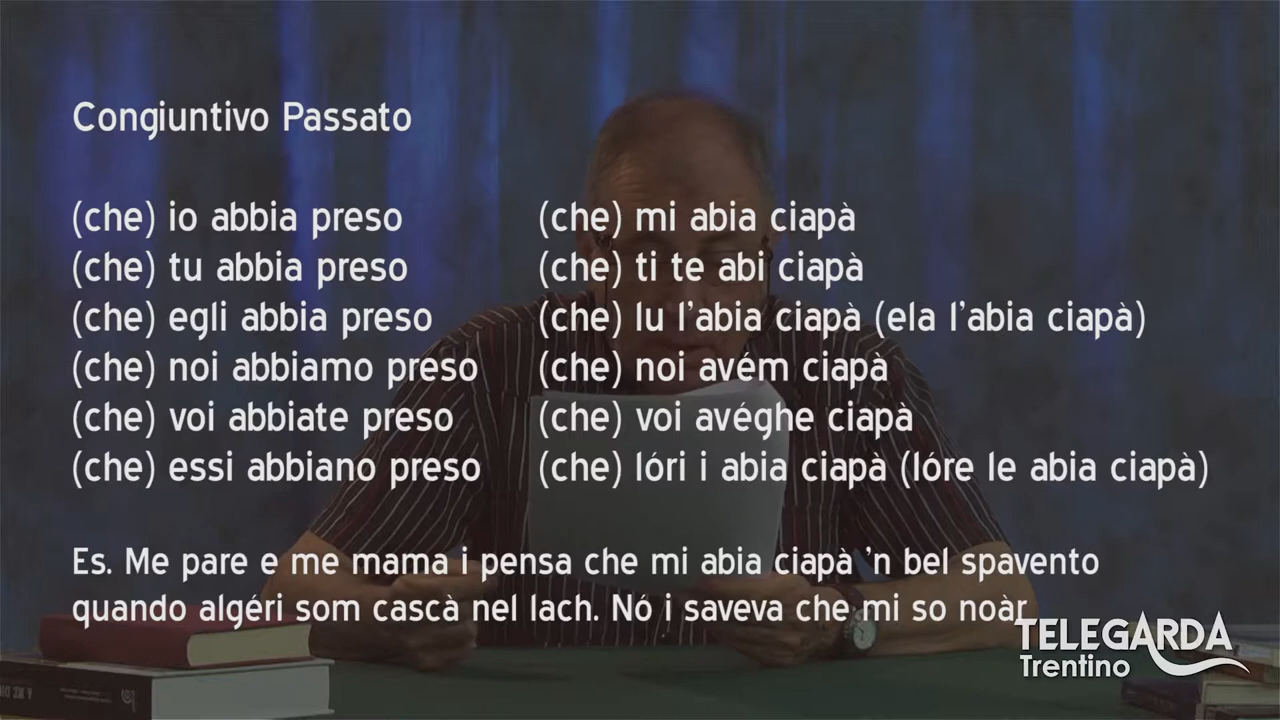 Congiuntivo Passato
(che) io abbia preso (che) mi abia ciapà
(che) tu abbia preso (che) ti te abi ciapà
(che) egli abbia preso (che) lu l'abia ciapà (ela l'abia ciapà)
(che) noi abbiamo preso (che) noi avém ciapà
(che) voi abbiate preso (che) voi avéghe ciapà
(che) essi abbiano preso (che) lóri i abia ciapà (lóre le abia ciapà)
Es. Me pare e me mama i pensa che mi abia ciapà 'n bel spavento
quando algéri som cascà nel lach. Nó i saveva che mi so noàr
TELEGARDA
Trentino